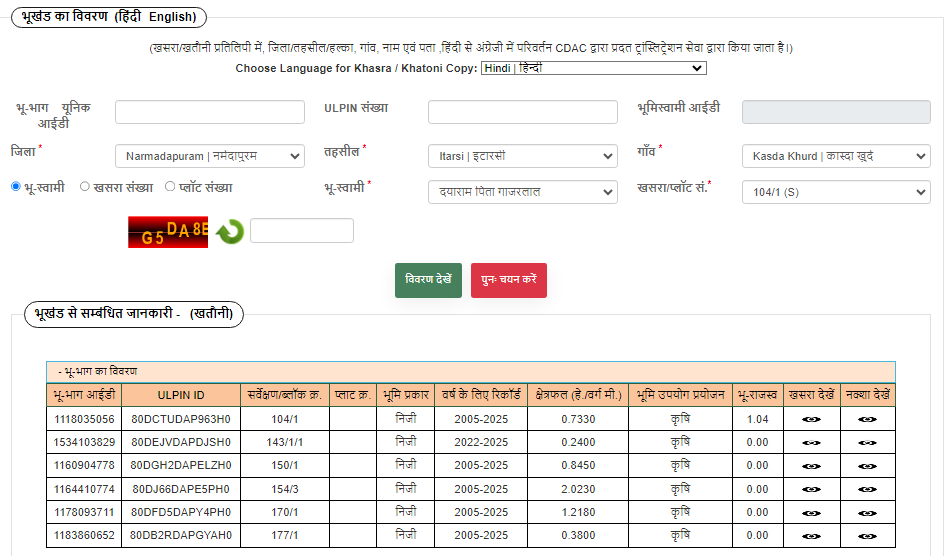 भूखंड का विवरण (हिंदी English)
(खसरा/खतौनी प्रतिलिपी में, जिला/तहसील/हल्का, गांव, नाम एवं पता ,हिंदी से अंग्रेजी में परिवर्तन CDAC द्वारा प्रदत ट्रांस्लिट्रेशन सेवा द्वारा किया जाता है।)
Choose Language for Khasra / Khatoni Copy: Hindi | हिन्दी
भू-भाग यूनिक आईडी ULPIN संख्या भूमिस्वामी आईडी
जिला * Narmadapuram | नर्मदापुरम तहसील * Itarsi | इटारसी गाँव * Kasda Khurd | कास्दा खुर्द
भू-स्वामी खसरा संख्या प्लॉट संख्या भू-स्वामी * दयाराम पिता गाजरलाल खसरा/प्लॉट सं.* 104/1 (S)
G5DA8E
विवरण देखें पुनः चयन करें
भूखंड से सम्बंधित जानकारी - (खतौनी)
- भू-भाग का विवरण
भू-भाग आईडी ULPIN ID सर्वेक्षण/ब्लॉक क्र. प्लाट क्र. भूमि प्रकार वर्ष के लिए रिकॉर्ड क्षेत्रफल (हे./वर्ग मी.) भूमि उपयोग प्रयोजन भू-राजस्व खसरा देखें नक्शा देखें
1118035056 80DCTUDAP963H0 104/1 निजी 2005-2025 0.7330 कृषि 1.04
1534103829 80DEJVDAPDJSH0 143/1/1 निजी 2022-2025 0.2400 कृषि 0.00
1160904778 80DGH2DAPELZH0 150/1 निजी 2005-2025 0.8450 कृषि 0.00
1164410774 80DJ66DAPE5PH0 154/3 निजी 2005-2025 2.0230 कृषि 0.00
1178093711 80DFD5DAPY4PH0 170/1 निजी 2005-2025 1.2180 कृषि 0.00
1183860652 80DB2RDAPGYAH0 177/1 निजी 2005-2025 0.3800 कृषि 0.00